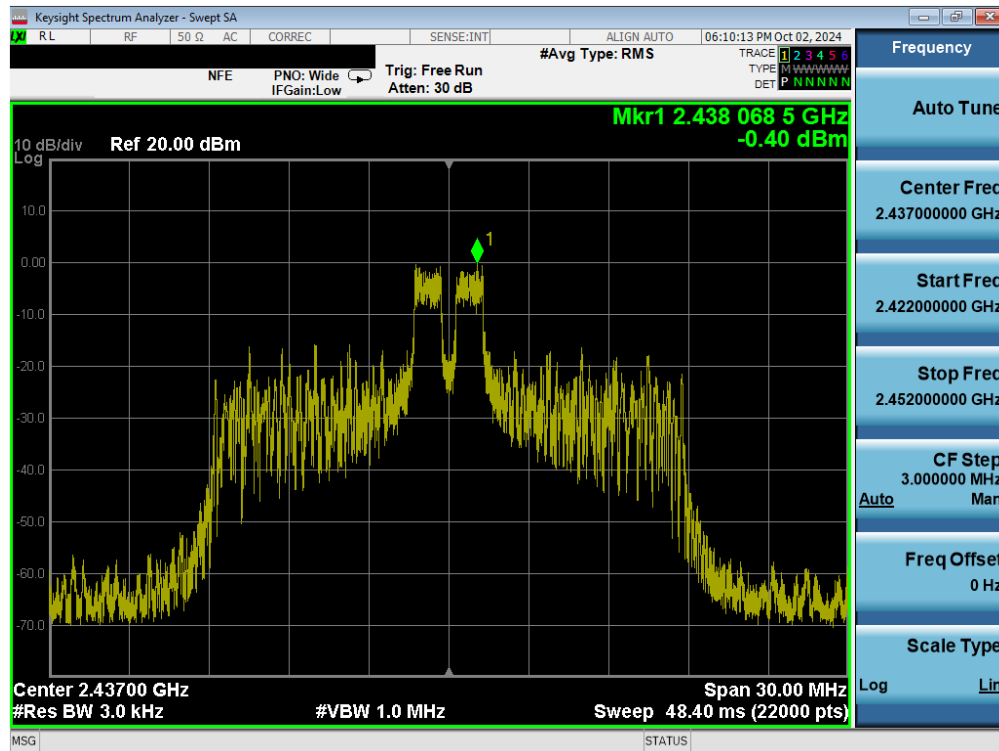 Keysight Spectrum Analyzer - Swept SA
LXI RL RF 50 Ω AC CORREC SENSE:INT ALIGN AUTO 06:10:13 PM Oct 02, 2024
NFE PNO: Wide Trig: Free Run #Avg Type: RMS TRACE 1 2 3 4 5 6
IFGain:Low Atten: 30 dB TYPE M WWWWW
DET P N N N N N
Mkr1 2.438 068 5 GHz
-0.40 dBm
10 dB/div Ref 20.00 dBm
Log
1
10.0
0.00
-10.0
-20.0
-30.0
-40.0
-50.0
-60.0
-70.0
Center 2.43700 GHz Span 30.00 MHz
#Res BW 3.0 kHz #VBW 1.0 MHz Sweep 48.40 ms (22000 pts)
MSG STATUS
Frequency
Auto Tune
Center Freq
2.437000000 GHz
Start Freq
2.422000000 GHz
Stop Freq
2.452000000 GHz
CF Step
3.000000 MHz
Auto Man
Freq Offset
0 Hz
Scale Type
Log Lin